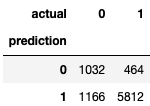 actual 0 1
prediction
0 1032 464
1 1166 5812